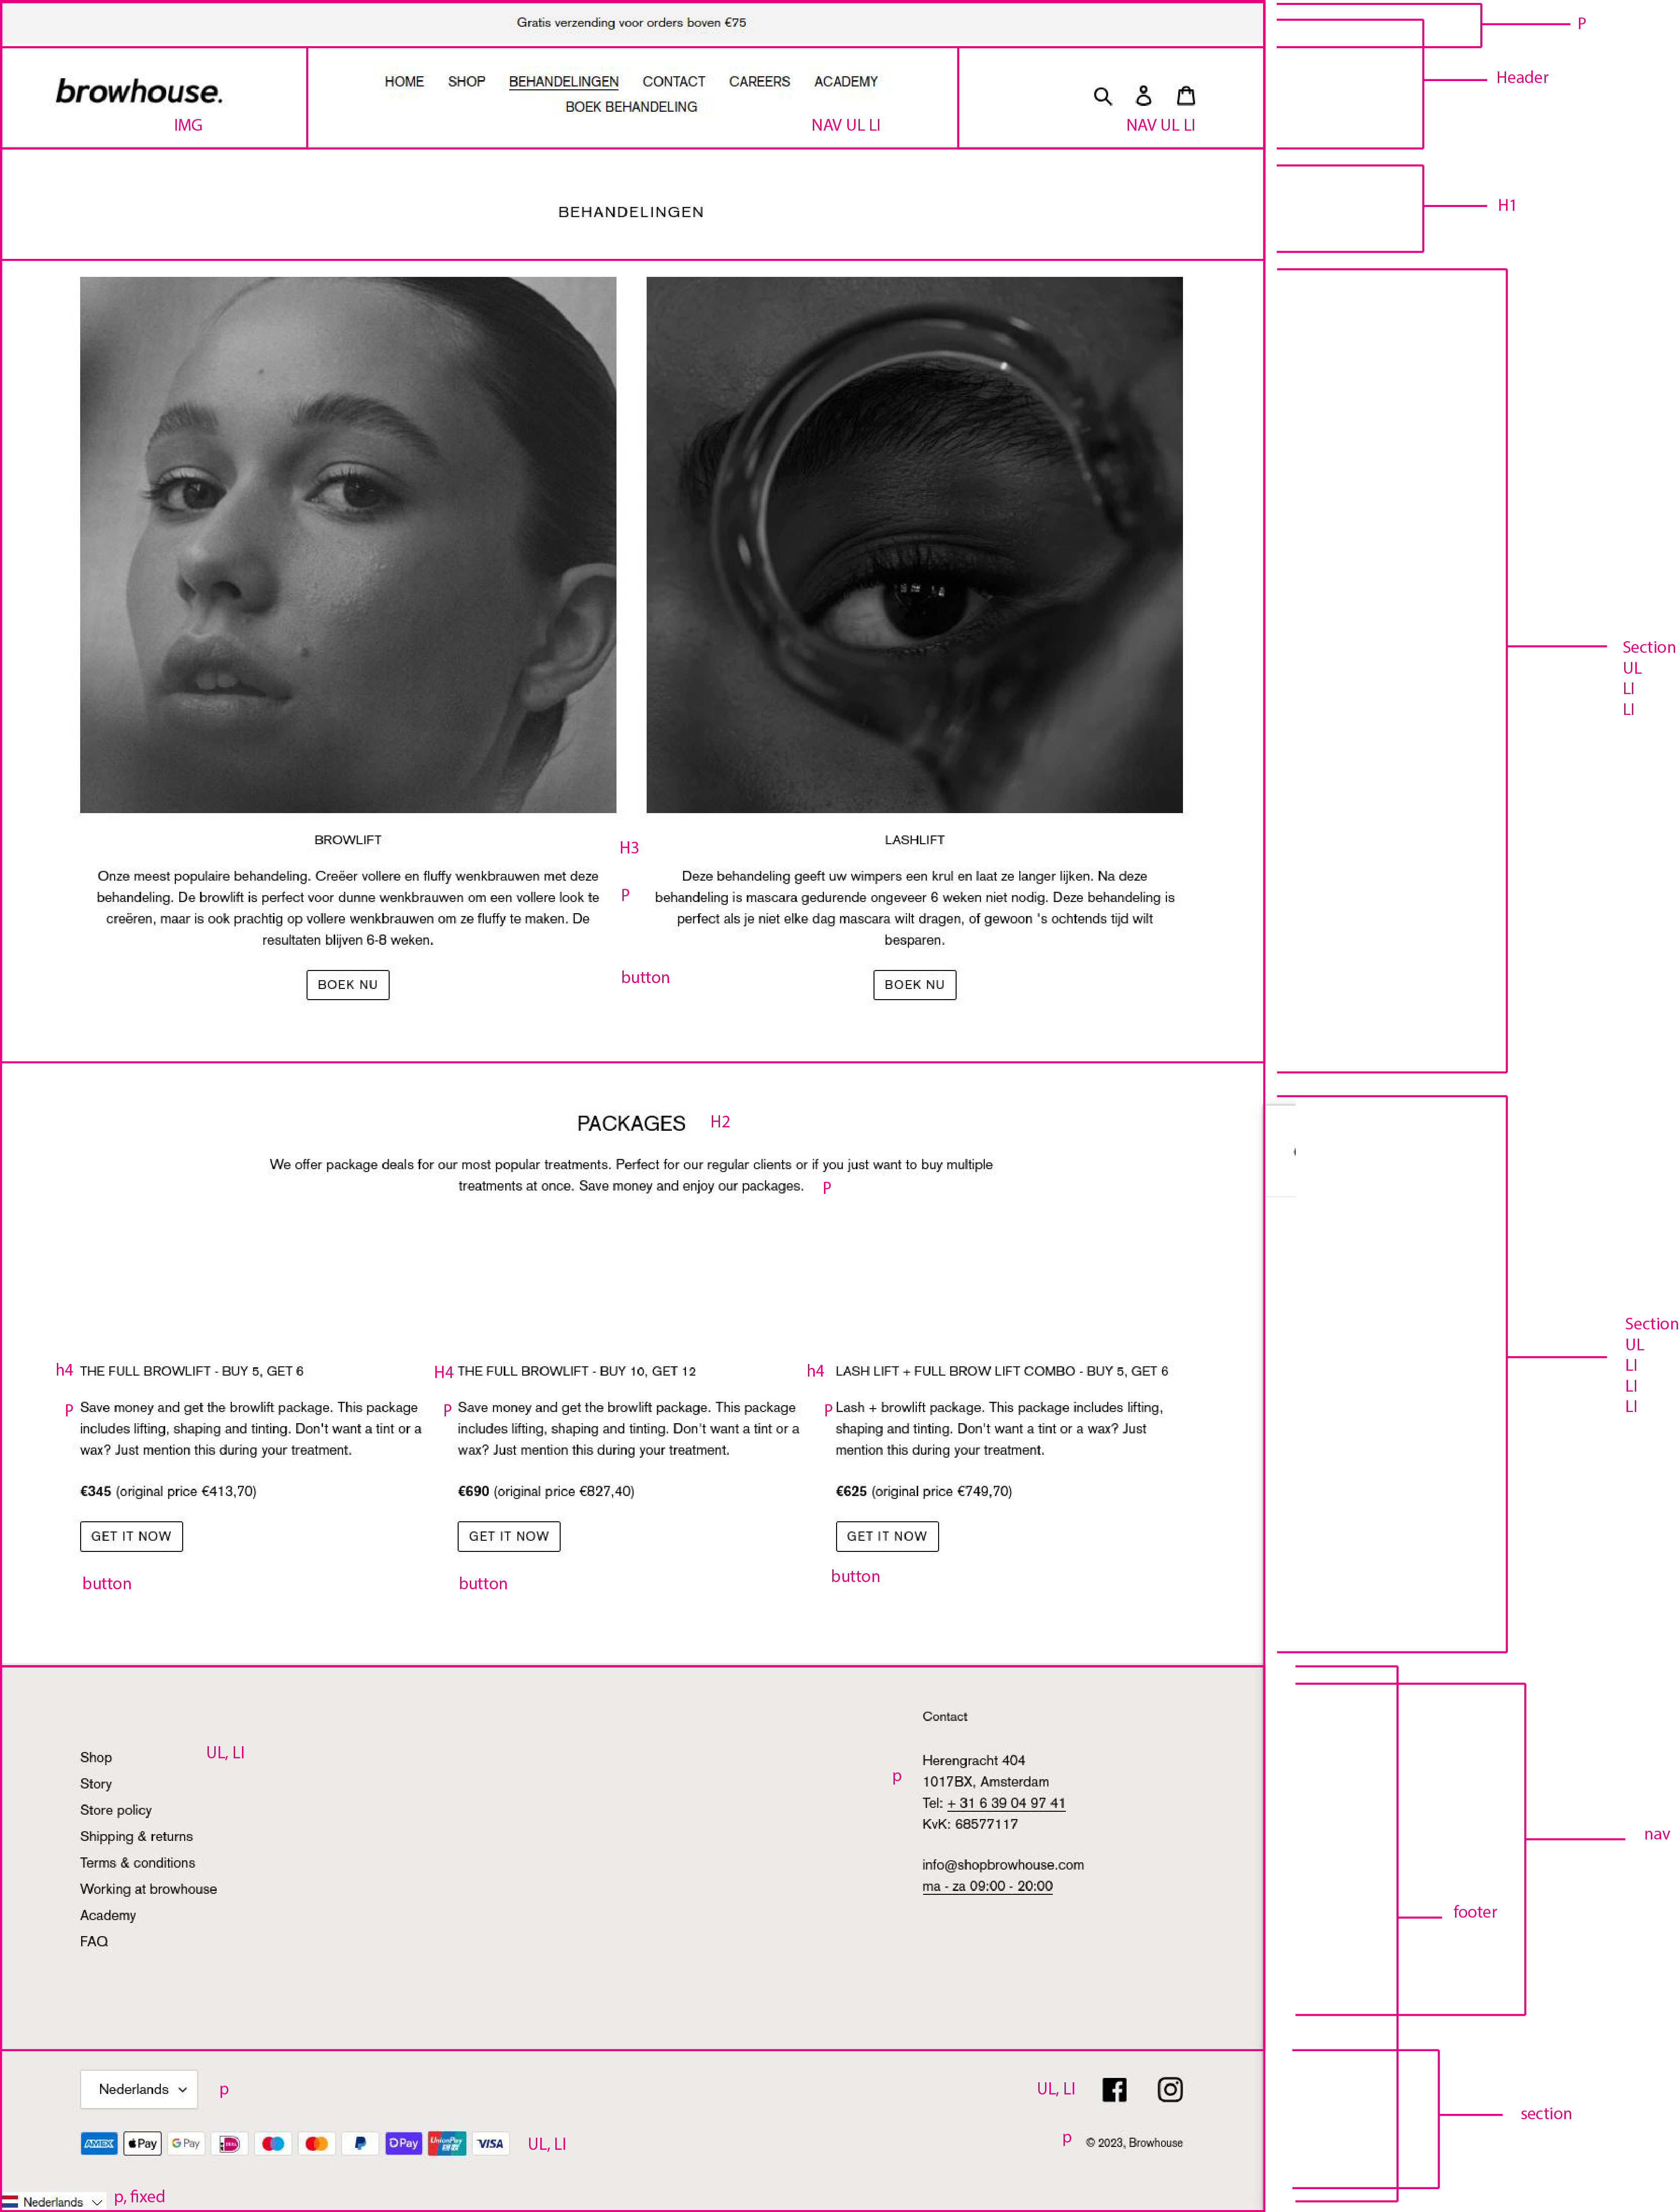 Gratis verzending voor orders boven €75
P
browhouse.
IMG
HOME SHOP BEHANDELINGEN CONTACT CAREERS ACADEMY
BOEK BEHANDELING
NAV UL LI
NAV UL LI
Header
BEHANDELINGEN
H1
Section
UL
LI
LI
BROWLIFT
Onze meest populaire behandeling. Creëer vollere en fluffy wenkbrauwen met deze
behandeling. De browlift is perfect voor dunne wenkbrauwen om een vollere look te
creëren, maar is ook prachtig op vollere wenkbrauwen om ze fluffy te maken. De
resultaten blijven 6-8 weken.
BOEK NU
H3
P
button
LASHLIFT
Deze behandeling geeft uw wimpers een krul en laat ze langer lijken. Na deze
behandeling is mascara gedurende ongeveer 6 weken niet nodig. Deze behandeling is
perfect als je niet elke dag mascara wilt dragen, of gewoon 's ochtends tijd wilt
besparen.
BOEK NU
PACKAGES H2
We offer package deals for our most popular treatments. Perfect for our regular clients or if you just want to buy multiple
treatments at once. Save money and enjoy our packages. P
Section
UL
LI
LI
LI
h4 THE FULL BROWLIFT - BUY 5, GET 6
P Save money and get the browlift package. This package
includes lifting, shaping and tinting. Don't want a tint or a
wax? Just mention this during your treatment.
€345 (original price €413,70)
GET IT NOW
button
H4 THE FULL BROWLIFT - BUY 10, GET 12
P Save money and get the browlift package. This package
includes lifting, shaping and tinting. Don't want a tint or a
wax? Just mention this during your treatment.
€690 (original price €827,40)
GET IT NOW
button
h4 LASH LIFT + FULL BROW LIFT COMBO - BUY 5, GET 6
P Lash + browlift package. This package includes lifting,
shaping and tinting. Don't want a tint or a wax? Just
mention this during your treatment.
€625 (original price €749,70)
GET IT NOW
button
Shop
UL, LI
Story
Store policy
Shipping & returns
Terms & conditions
Working at browhouse
Academy
FAQ
Contact
p
Herengracht 404
1017BX, Amsterdam
Tel: + 31 6 39 04 97 41
KvK: 68577117
info@shopbrowhouse.com
ma - za 09:00 - 20:00
nav
footer
Nederlands p
UL, LI
section
AMEX Pay G Pay iDEAL Pay UnionPay 银联 VISA UL, LI
p © 2023, Browhouse
Nederlands p, fixed